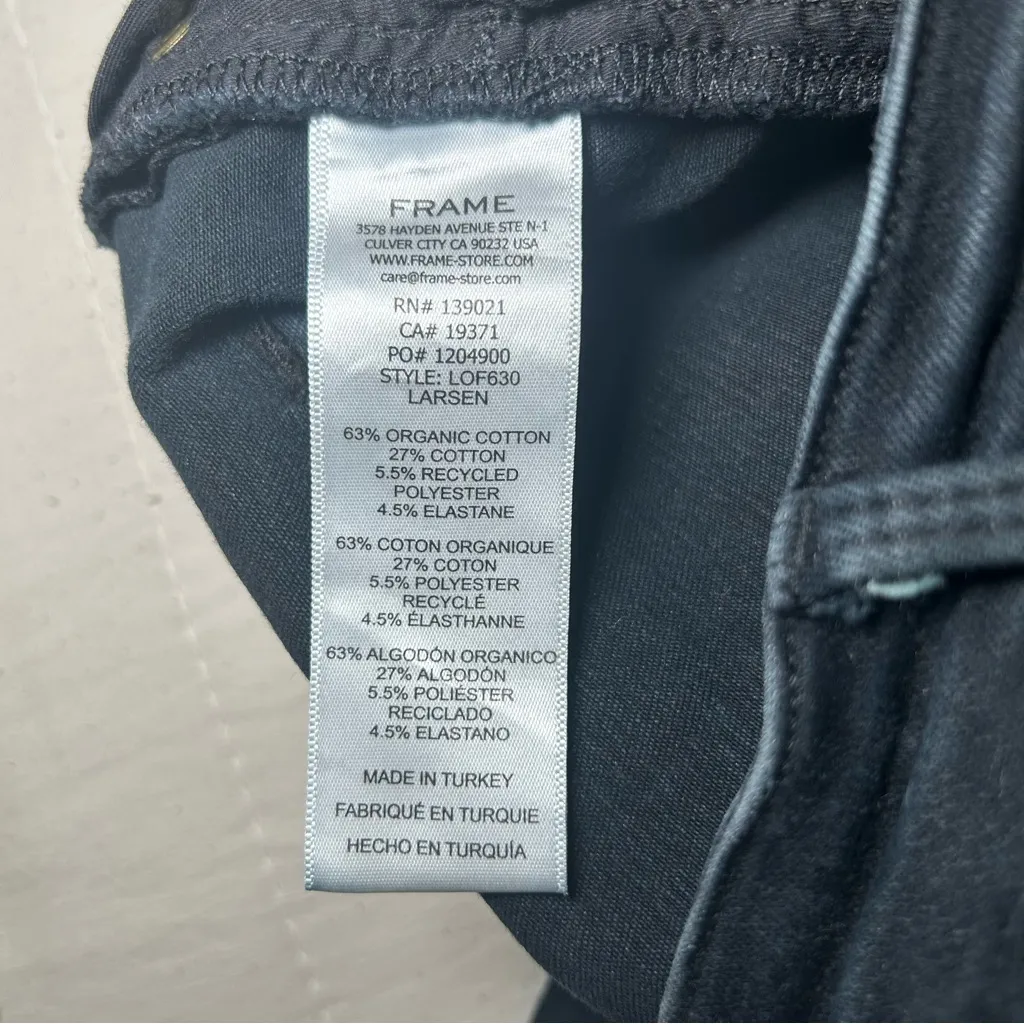 FRAME
3578 HAYDEN AVENUE STE N-1
CULVER CITY CA 90232 USA
WWW.FRAME-STORE.COM
care@frame-store.com
RN# 139021
CA# 19371
PO# 1204900
STYLE: LOF630
LARSEN
63% ORGANIC COTTON
27% COTTON
5.5% RECYCLED
POLYESTER
4.5% ELASTANE
63% COTON ORGANIQUE
27% COTON
5.5% POLYESTER
RECYCLÉ
4.5% ÉLASTHANNE
63% ALGODÓN ORGANICO
27% ALGODÓN
5.5% POLIÉSTER
RECICLADO
4.5% ELASTANO
MADE IN TURKEY
FABRIQUÉ EN TURQUIE
HECHO EN TURQUÍA